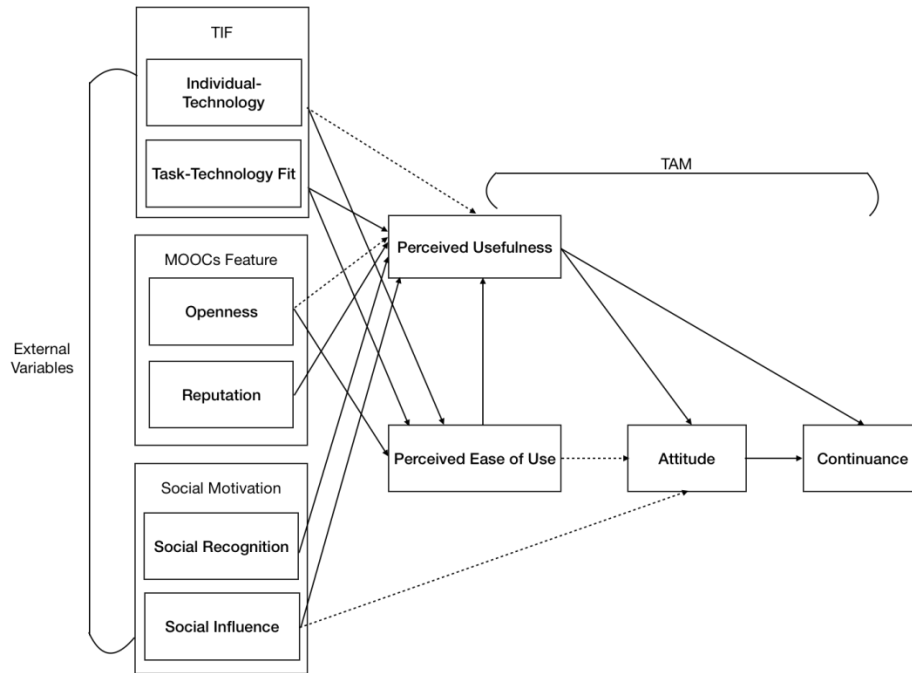 TIF
Individual-
Technology
Task-Technology Fit
TAM
Perceived Usefulness
MOOCs Feature
Openness
External
Variables
Reputation
Perceived Ease of Use
Attitude
Continuance
Social Motivation
Social Recognition
Social Influence